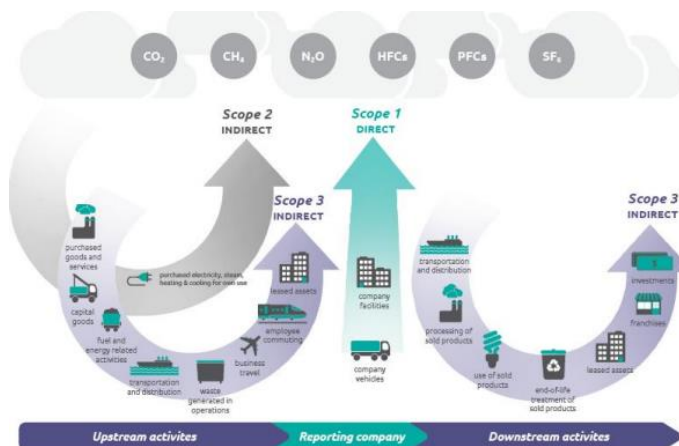 CO₂ CH₄ N₂O HFCs PFCs SF₆
Scope 2
INDIRECT
Scope 1
DIRECT
Scope 3
INDIRECT
Scope 3
INDIRECT
purchased
goods and
services
capital
goods
fuel and
energy related
activities
transportation
and distribution
waste
generated in
operations
business
travel
employee
commuting
leased assets
purchased electricity, steam,
heating & cooling for own use
company
facilities
company
vehicles
transportation
and distribution
processing of
sold products
use of sold
products
end-of-life
treatment of
sold products
leased assets
franchises
investments
Upstream activites Reporting company Downstream activites